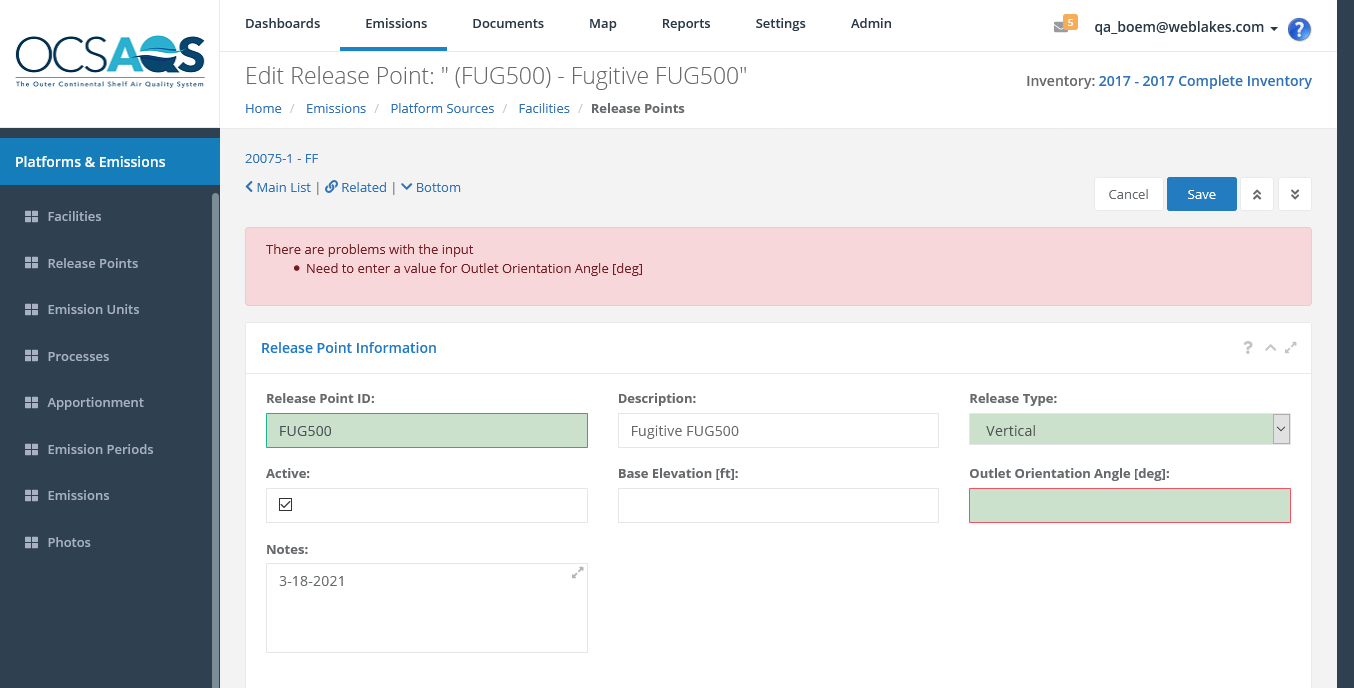 Dashboards Emissions Documents Map Reports Settings Admin 5 qa_boem@weblakes.com ?
OCSAQS
The Outer Continental Shelf Air Quality System
Edit Release Point: " (FUG500) - Fugitive FUG500"
Inventory: 2017 - 2017 Complete Inventory
Home / Emissions / Platform Sources / Facilities / Release Points
Platforms & Emissions
Facilities
Release Points
Emission Units
Processes
Apportionment
Emission Periods
Emissions
Photos
20075-1 - FF
Main List | Related | Bottom
Cancel Save
There are problems with the input
• Need to enter a value for Outlet Orientation Angle [deg]
Release Point Information ?
Release Point ID: Description: Release Type:
FUG500 Fugitive FUG500 Vertical
Active: Base Elevation [ft]: Outlet Orientation Angle [deg]:
Notes:
3-18-2021